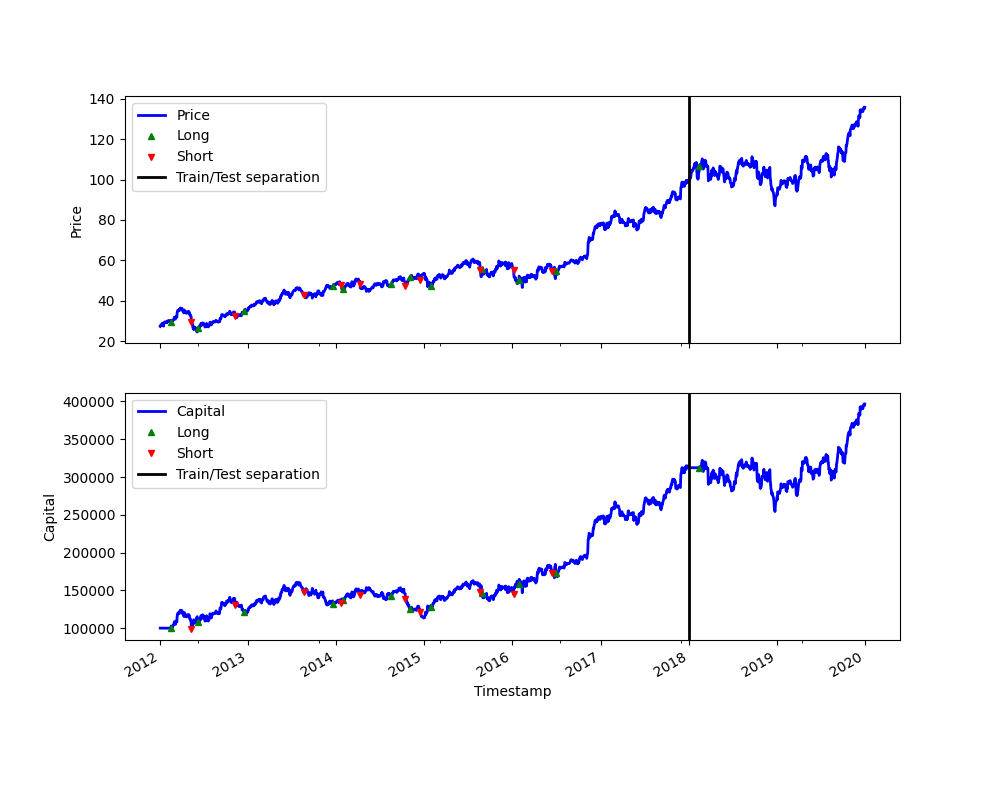 140
120
100
80
60
40
20
Price
Price
Long
Short
Train/Test separation
400000
350000
300000
250000
200000
150000
100000
Capital
Capital
Long
Short
Train/Test separation
2012 2013 2014 2015 2016 2017 2018 2019 2020
Timestamp